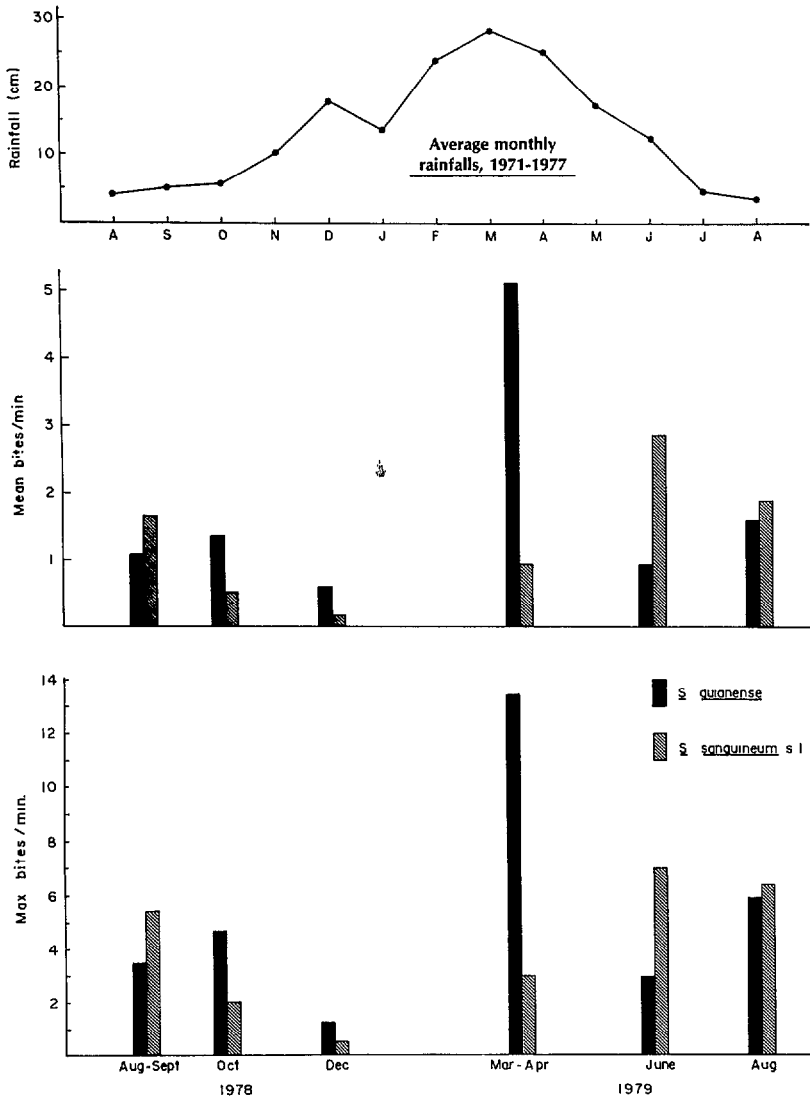 30
20
10
Rainfall (cm)
Average monthly
rainfalls, 1971-1977
A S O N D J F M A M J J A
5
4
3
2
1
Mean bites/min
14
12
10
8
6
4
2
Max bites/min.
S guianense
S sanguineum s l
Aug-Sept Oct Dec Mar-Apr June Aug
1978 1979